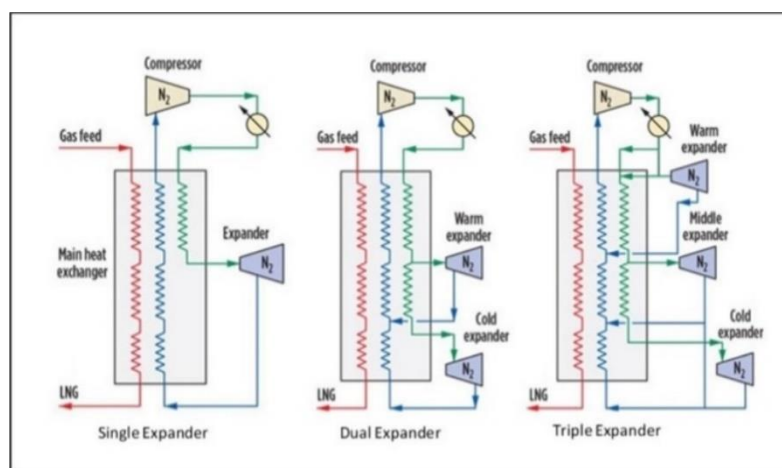 Compressor
N2
Gas feed
Main heat
exchanger
Expander
N2
LNG
Single Expander
Compressor
N2
Gas feed
Warm
expander
N2
Cold
expander
N2
LNG
Dual Expander
Compressor
N2
Gas feed
Warm
expander
N2
Middle
expander
N2
Cold
expander
N2
LNG
Triple Expander